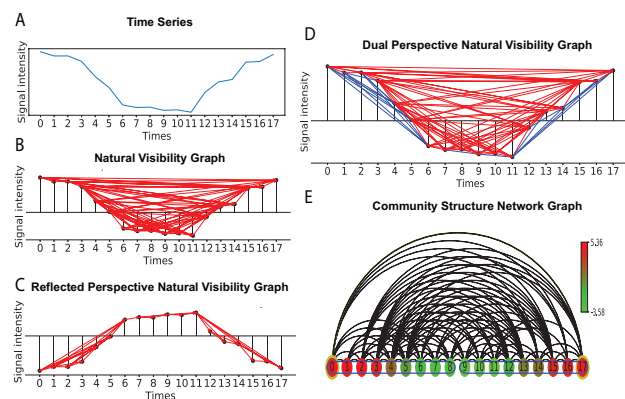 A
Time Series
Signal intensity
0 1 2 3 4 5 6 7 8 9 10 11 12 13 14 15 16 17
Times
B
Natural Visibility Graph
Signal intensity
0 1 2 3 4 5 6 7 8 9 10 11 12 13 14 15 16 17
Times
C
Reflected Perspective Natural Visibility Graph
Signal intensity
0 1 2 3 4 5 6 7 8 9 10 11 12 13 14 15 16 17
Times
D
Dual Perspective Natural Visibility Graph
Signal intensity
0 1 2 3 4 5 6 7 8 9 10 11 12 13 14 15 16 17
Times
E
Community Structure Network Graph
5.36
-3.58
0 1 2 3 4 5 6 7 8 9 10 11 12 13 14 15 16 17